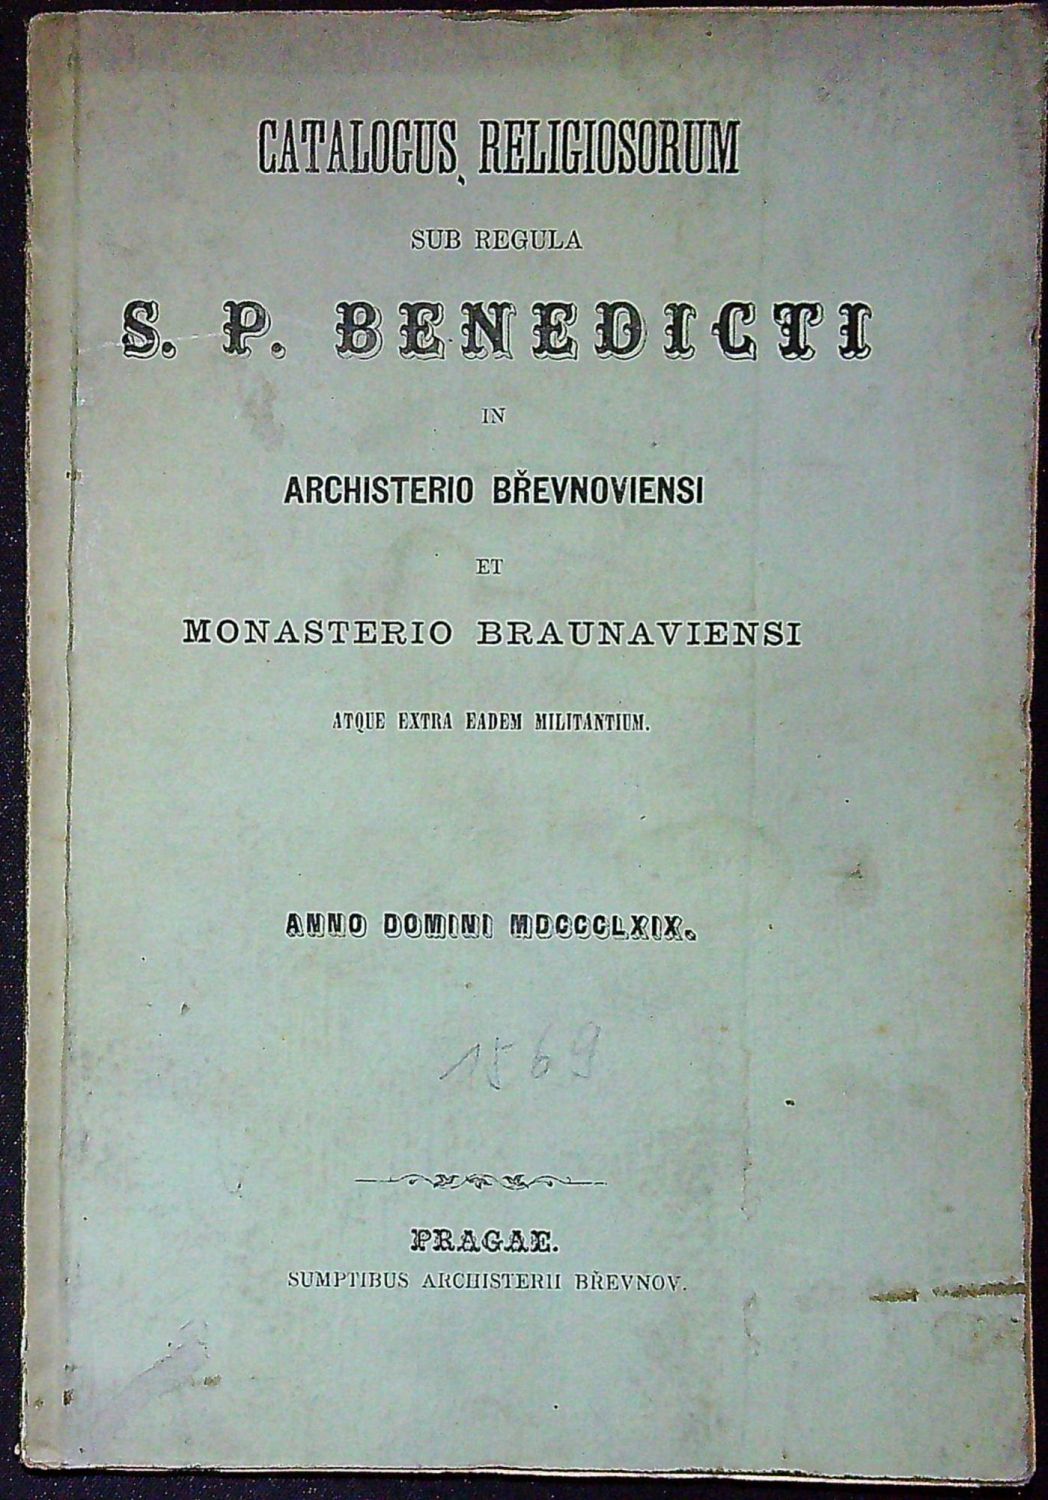 CATALOGUS RELIGIOSORUM
SUB REGULA
S. P. BENEDICTI
IN
ARCHISTERIO BŘEVNOVIENSI
ET
MONASTERIO BRAUNAVIENSI
ATQUE EXTRA EADEM MILITANTIUM.
ANNO DOMINI MDCCCLXIX.
1569
PRAGAE.
SUMPTIBUS ARCHISTERII BŘEVNOV.